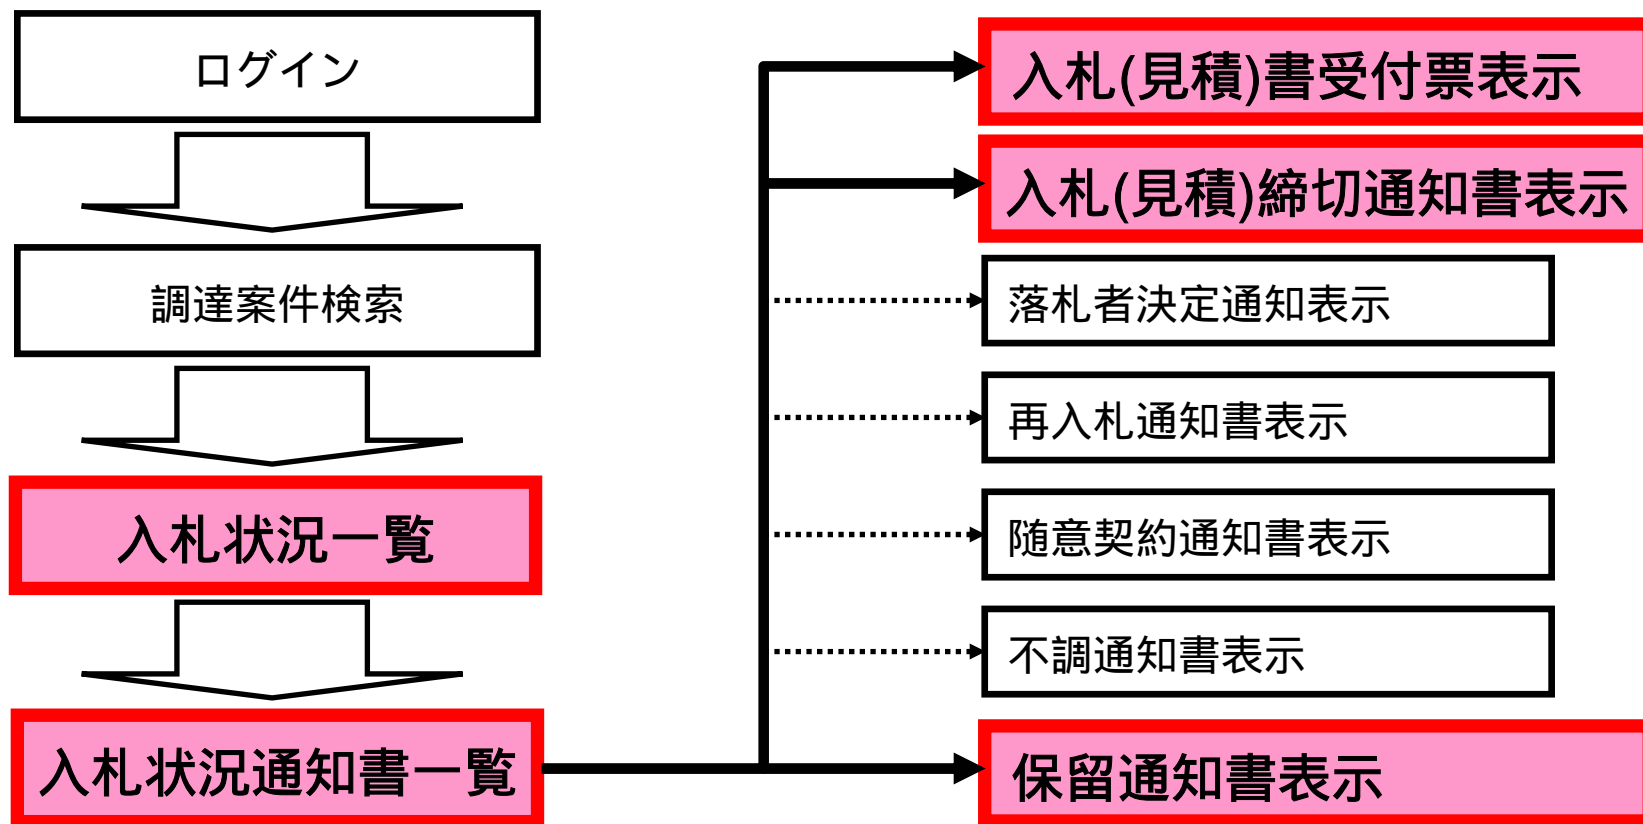 ログイン
調達案件検索
入札状況一覧
入札状況通知書一覧
入札(見積)書受付票表示
入札(見積)締切通知書表示
落札者決定通知表示
再入札通知書表示
随意契約通知書表示
不調通知書表示
保留通知書表示